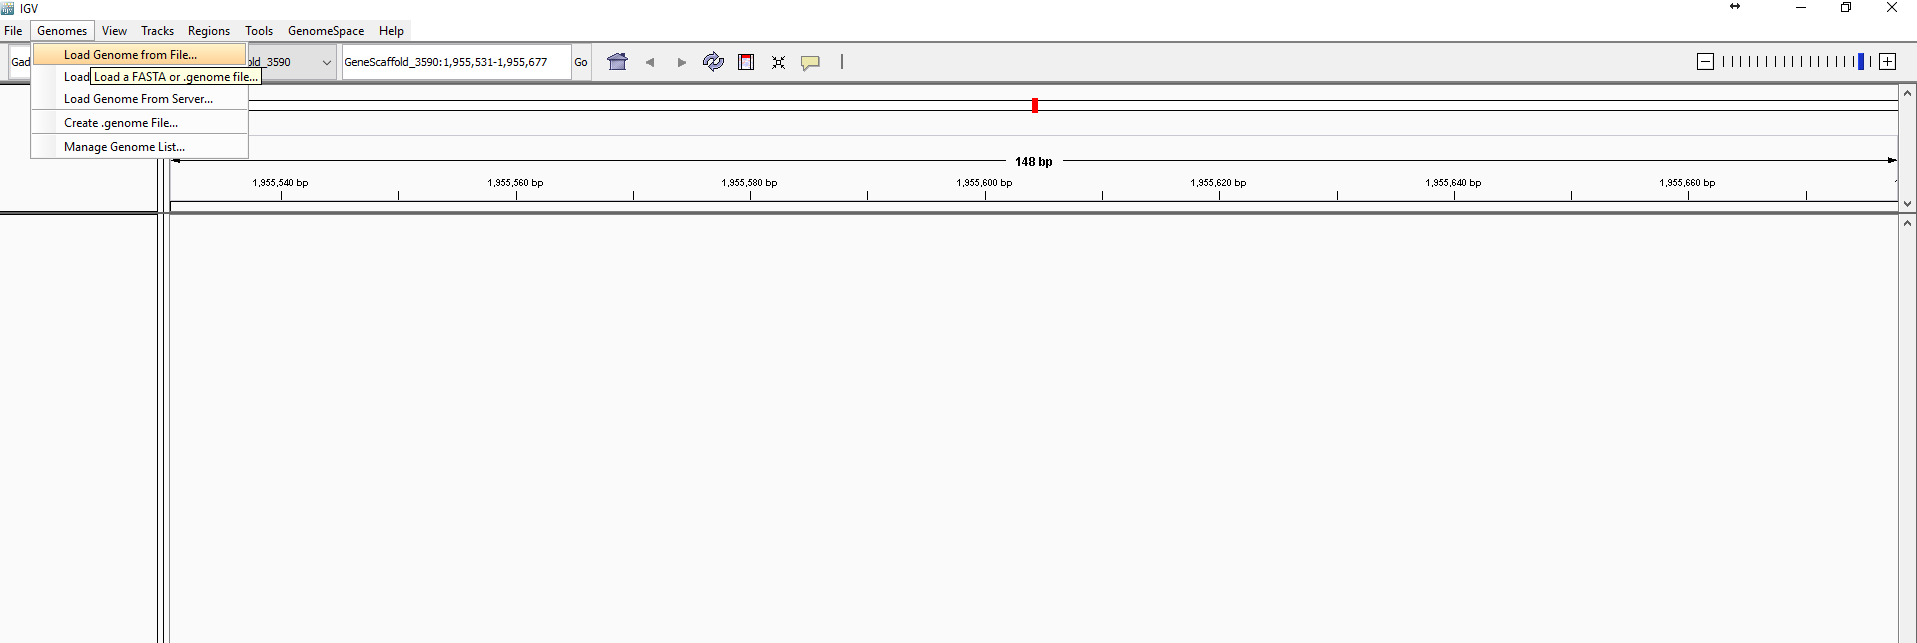 IGV
File Genomes View Tracks Regions Tools GenomeSpace Help
Load Genome from File...
Gad old_3590 GeneScaffold_3590:1,955,531-1,955,677 Go
Load Load a FASTA or .genome file...
Load Genome From Server...
Create .genome File...
Manage Genome List...
148 bp
1,955,540 bp 1,955,560 bp 1,955,580 bp 1,955,600 bp 1,955,620 bp 1,955,640 bp 1,955,660 bp